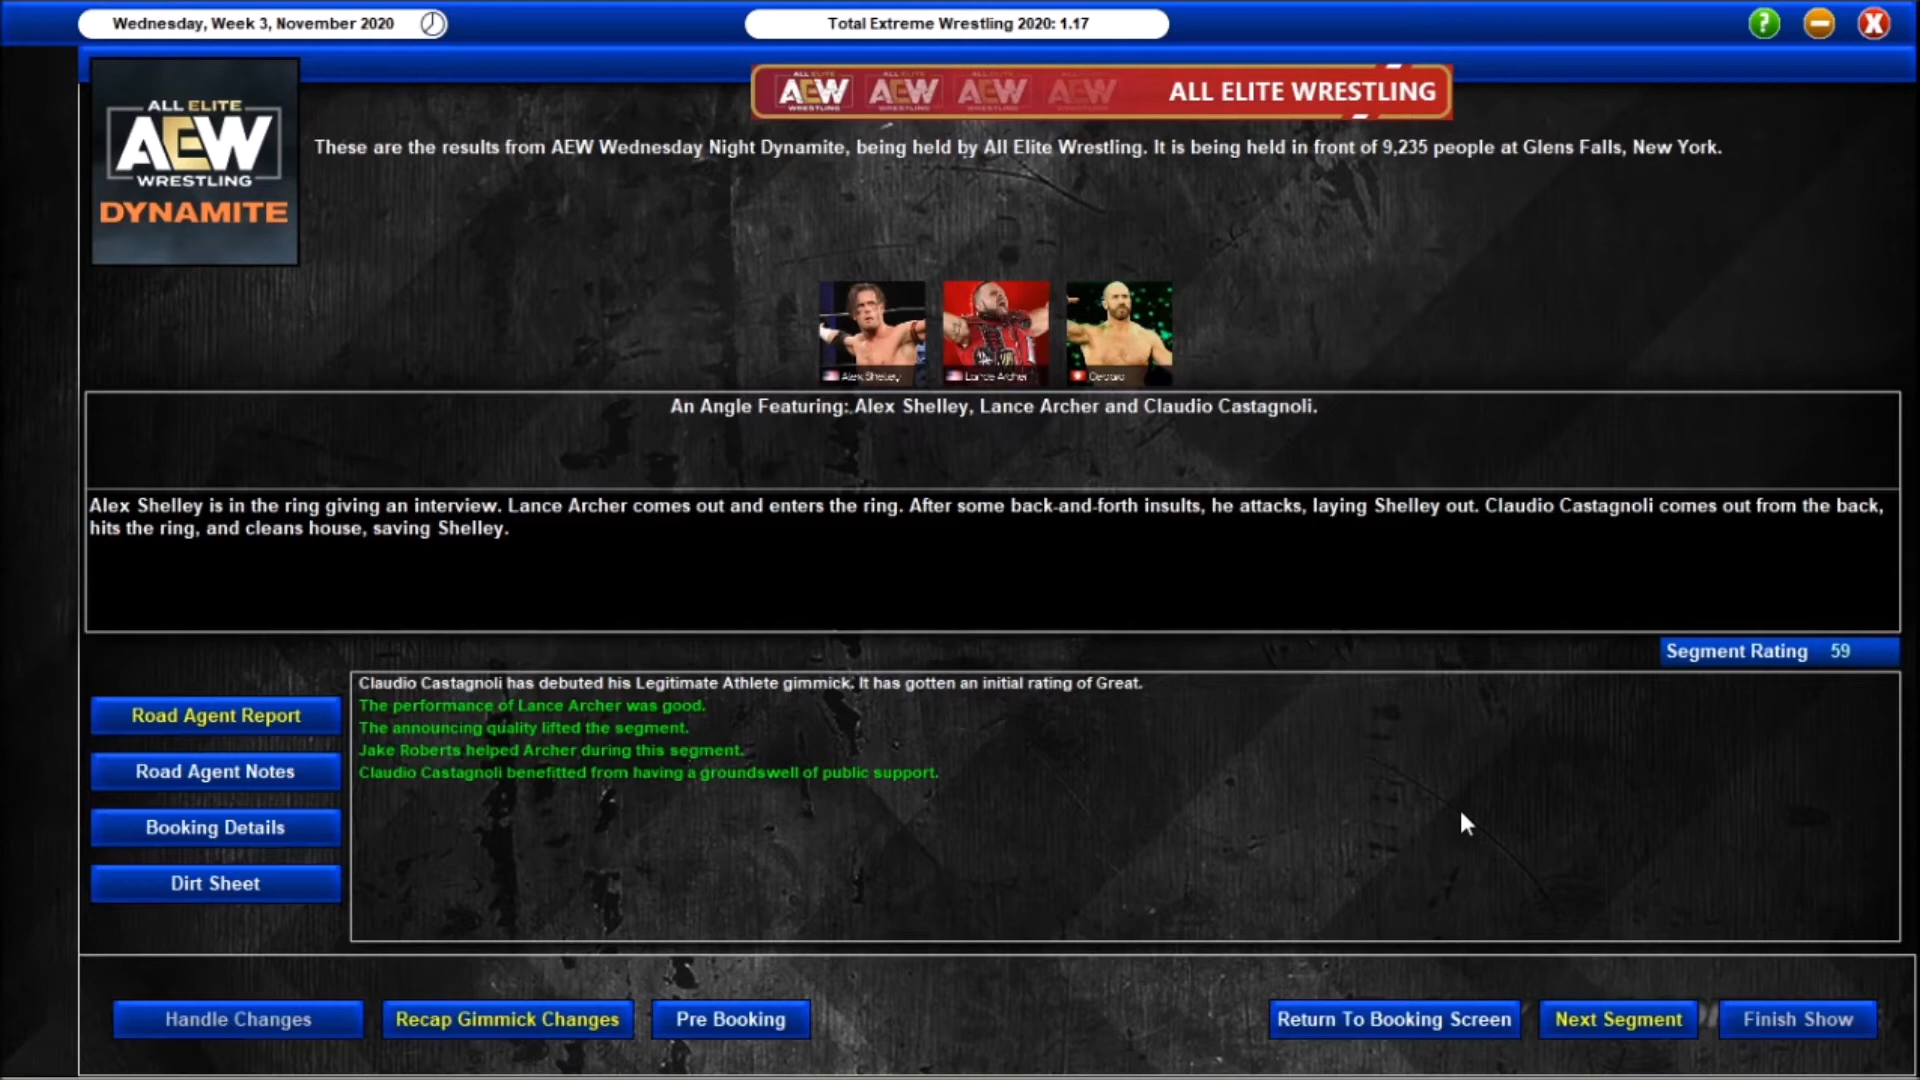 Wednesday, Week 3, November 2020
Total Extreme Wrestling 2020: 1.17
?
X
ALL ELITE
AEW
WRESTLING
DYNAMITE
ALL ELITE AEW WRESTLING AEW AEW AEW ALL ELITE WRESTLING
These are the results from AEW Wednesday Night Dynamite, being held by All Elite Wrestling. It is being held in front of 9,235 people at Glens Falls, New York.
Alex Shelley Lance Archer Cesaro
An Angle Featuring: Alex Shelley, Lance Archer and Claudio Castagnoli.
Alex Shelley is in the ring giving an interview. Lance Archer comes out and enters the ring. After some back-and-forth insults, he attacks, laying Shelley out. Claudio Castagnoli comes out from the back,
hits the ring, and cleans house, saving Shelley.
Segment Rating 59
Road Agent Report
Road Agent Notes
Booking Details
Dirt Sheet
Claudio Castagnoli has debuted his Legitimate Athlete gimmick. It has gotten an initial rating of Great.
The performance of Lance Archer was good.
The announcing quality lifted the segment.
Jake Roberts helped Archer during this segment.
Claudio Castagnoli benefitted from having a groundswell of public support.
Handle Changes
Recap Gimmick Changes
Pre Booking
Return To Booking Screen
Next Segment
Finish Show